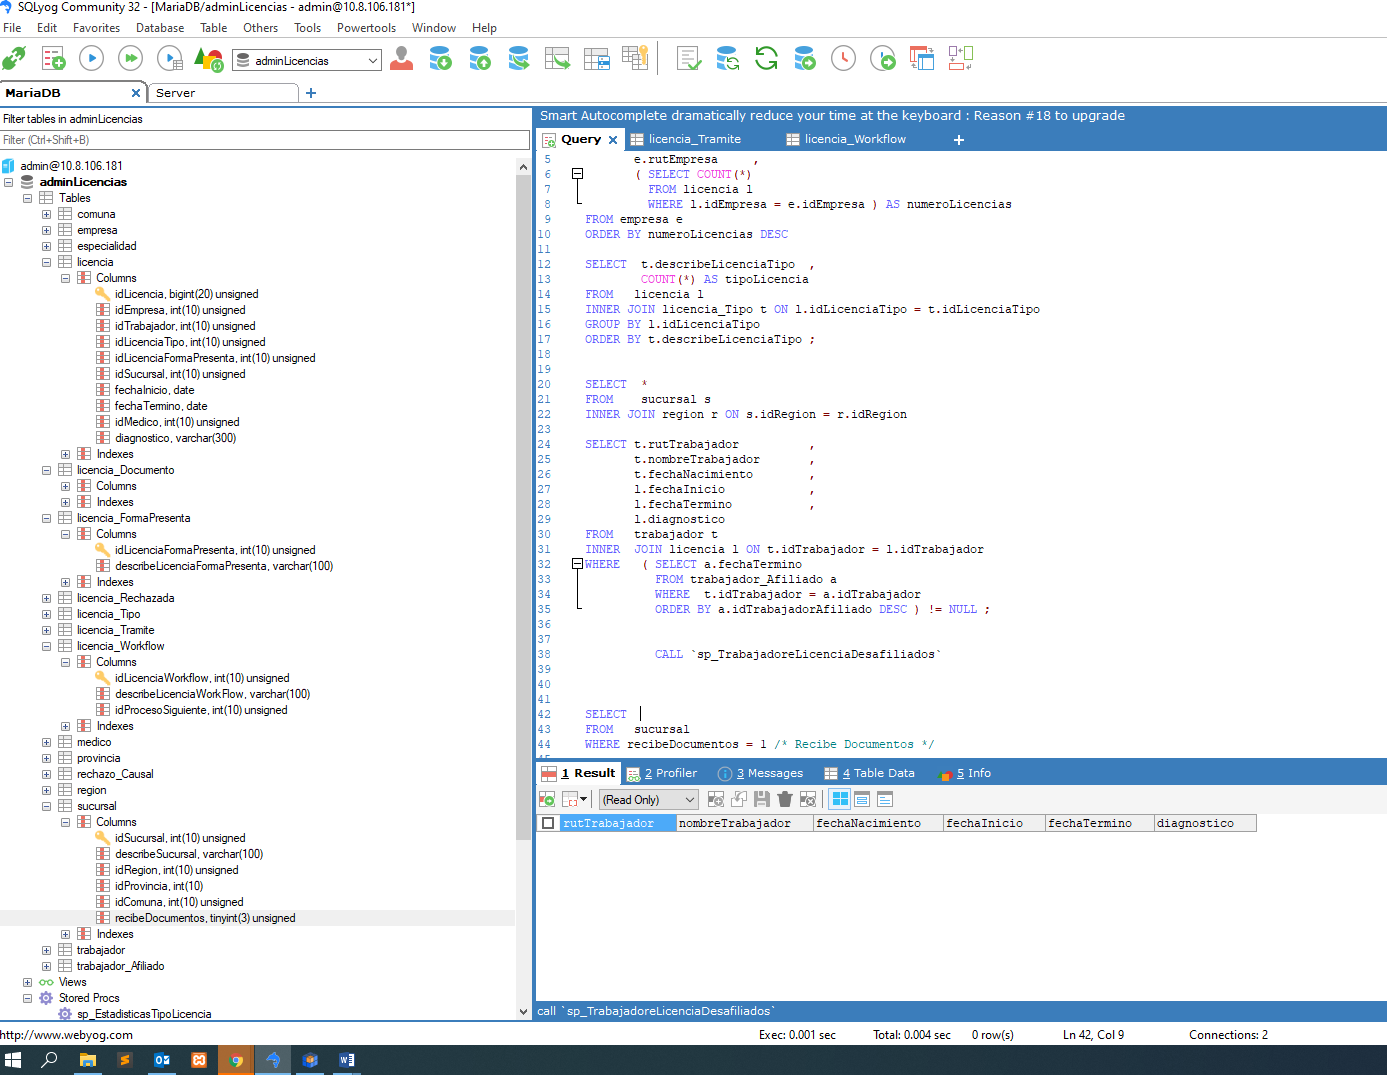 SQLyog Community 32 - [MariaDB/adminLicencias - admin@10.8.106.181*]
File Edit Favorites Database Table Others Tools Powertools Window Help
adminLicencias
MariaDB
Server
Filter tables in adminLicencias
Filter (Ctrl+Shift+B)
admin@10.8.106.181
adminLicencias
Tables
comuna
empresa
especialidad
licencia
Columns
idLicencia, bigint(20) unsigned
idEmpresa, int(10) unsigned
idTrabajador, int(10) unsigned
idLicenciaTipo, int(10) unsigned
idLicenciaFormaPresenta, int(10) unsigned
idSucursal, int(10) unsigned
fechaInicio, date
fechaTermino, date
idMedico, int(10) unsigned
diagnostico, varchar(300)
Indexes
licencia_Documento
Columns
Indexes
licencia_FormaPresenta
Columns
idLicenciaFormaPresenta, int(10) unsigned
describeLicenciaFormaPresenta, varchar(100)
Indexes
licencia_Rechazada
licencia_Tipo
licencia_Tramite
licencia_Workflow
Columns
idLicenciaWorkflow, int(10) unsigned
describeLicenciaWorkFlow, varchar(100)
idProcesoSiguiente, int(10) unsigned
Indexes
medico
provincia
rechazo_Causal
region
sucursal
Columns
idSucursal, int(10) unsigned
describeSucursal, varchar(100)
idRegion, int(10) unsigned
idProvincia, int(10)
idComuna, int(10) unsigned
recibeDocumentos, tinyint(3) unsigned
Indexes
trabajador
trabajador_Afiliado
Views
Stored Procs
sp_EstadisticasTipoLicencia
Smart Autocomplete dramatically reduce your time at the keyboard : Reason #18 to upgrade
Query licencia_Tramite licencia_Workflow
5 e.rutEmpresa ,
6 ( SELECT COUNT(*)
7 FROM licencia l
8 WHERE l.idEmpresa = e.idEmpresa ) AS numeroLicencias
9 FROM empresa e
10 ORDER BY numeroLicencias DESC
11
12 SELECT t.describeLicenciaTipo ,
13 COUNT(*) AS tipoLicencia
14 FROM licencia l
15 INNER JOIN licencia_Tipo t ON l.idLicenciaTipo = t.idLicenciaTipo
16 GROUP BY l.idLicenciaTipo
17 ORDER BY t.describeLicenciaTipo ;
18
19
20 SELECT *
21 FROM sucursal s
22 INNER JOIN region r ON s.idRegion = r.idRegion
23
24 SELECT t.rutTrabajador ,
25 t.nombreTrabajador ,
26 t.fechaNacimiento ,
27 l.fechaInicio ,
28 l.fechaTermino ,
29 l.diagnostico
30 FROM trabajador t
31 INNER JOIN licencia l ON t.idTrabajador = l.idTrabajador
32 WHERE ( SELECT a.fechaTermino
33 FROM trabajador_Afiliado a
34 WHERE t.idTrabajador = a.idTrabajador
35 ORDER BY a.idTrabajadorAfiliado DESC ) != NULL ;
36
37
38 CALL `sp_TrabajadoreLicenciaDesafiliados`
39
40
41
42 SELECT
43 FROM sucursal
44 WHERE recibeDocumentos = 1 /* Recibe Documentos */
1 Result 2 Profiler 3 Messages 4 Table Data 5 Info
(Read Only)
rutTrabajador nombreTrabajador fechaNacimiento fechaInicio fechaTermino diagnostico
call `sp_TrabajadoreLicenciaDesafiliados`
http://www.webyog.com Exec: 0.001 sec Total: 0.004 sec 0 row(s) Ln 42, Col 9 Connections: 2